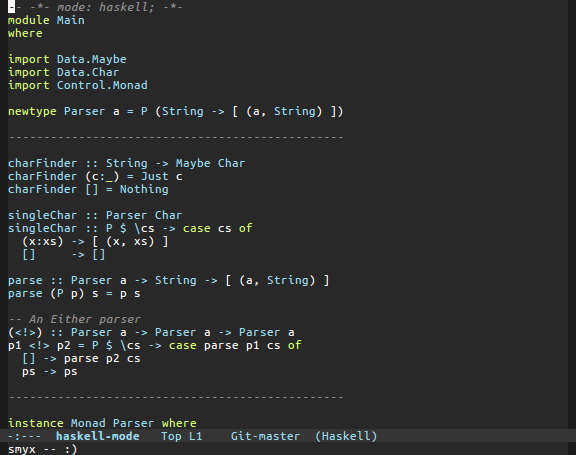 -- -*- mode: haskell; -*-
module Main
where

import Data.Maybe
import Data.Char
import Control.Monad

newtype Parser a = P (String -> [ (a, String) ])

------------------------------------------------

charFinder :: String -> Maybe Char
charFinder (c:_) = Just c
charFinder [] = Nothing

singleChar :: Parser Char
singleChar :: P $ \cs -> case cs of
  (x:xs) -> [ (x, xs) ]
  []     -> []

parse :: Parser a -> String -> [ (a, String) ]
parse (P p) s = p s

-- An Either parser
(<!>) :: Parser a -> Parser a -> Parser a
p1 <!> p2 = P $ \cs -> case parse p1 cs of
  [] -> parse p2 cs
  ps -> ps

------------------------------------------------

instance Monad Parser where
-:---  haskell-mode   Top L1    Git-master  (Haskell)
smyx -- :)